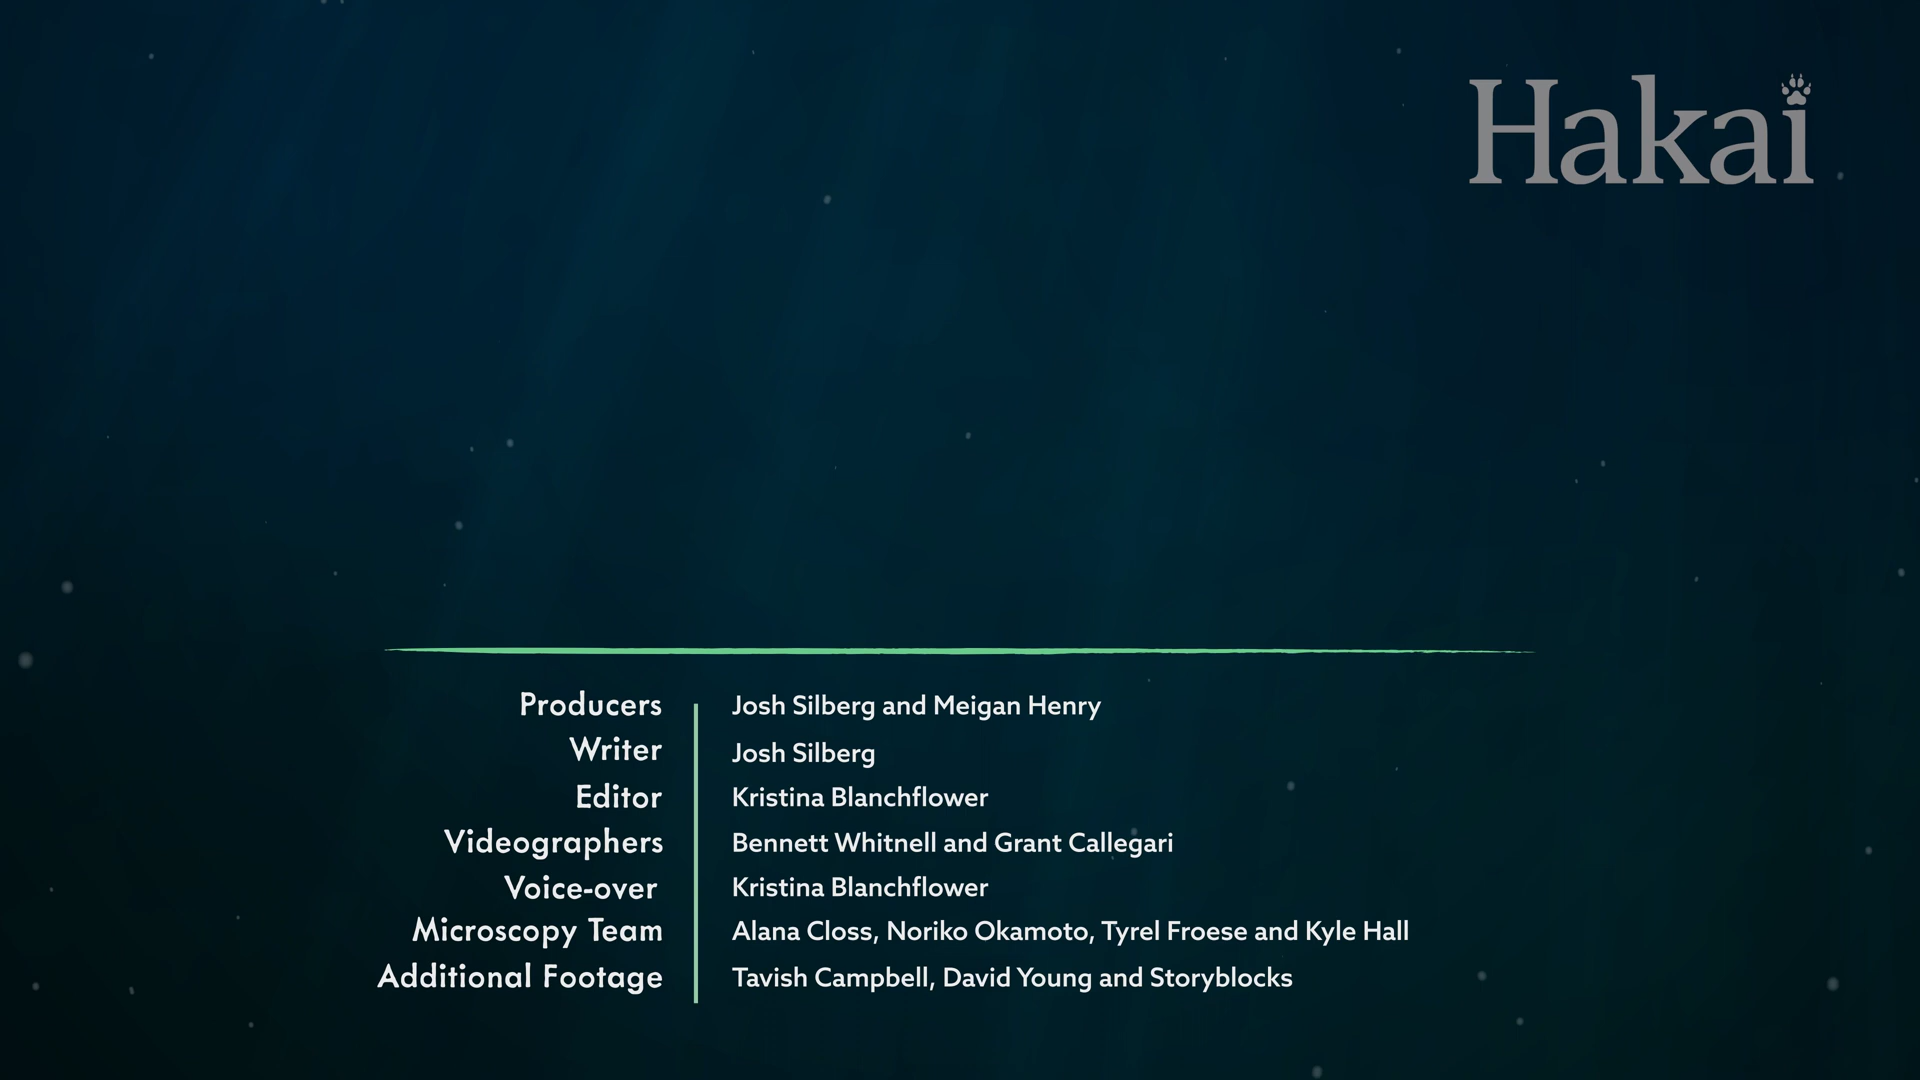 Hakai
Producers Josh Silberg and Meigan Henry
Writer Josh Silberg
Editor Kristina Blanchflower
Videographers Bennett Whitnell and Grant Callegari
Voice-over Kristina Blanchflower
Microscopy Team Alana Closs, Noriko Okamoto, Tyrel Froese and Kyle Hall
Additional Footage Tavish Campbell, David Young and Storyblocks